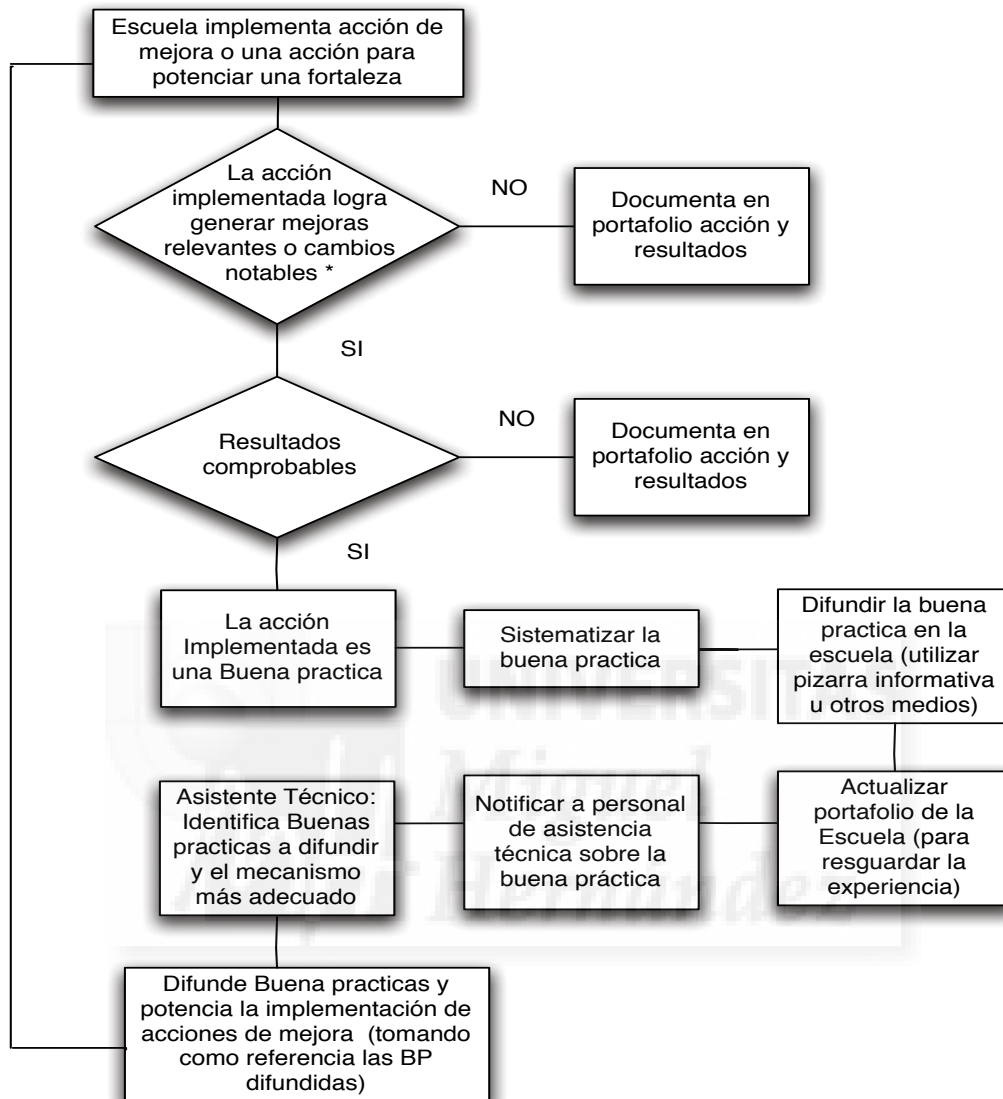 Escuela implementa acción de
mejora o una acción para
potenciar una fortaleza
La acción
implementada logra
generar mejoras
relevantes o cambios
notables *
NO
Documenta en
portafolio acción y
resultados
SI
Resultados
comprobables
NO
Documenta en
portafolio acción y
resultados
SI
La acción
Implementada es
una Buena practica
Sistematizar la
buena practica
Difundir la buena
practica en la
escuela (utilizar
pizarra informativa
u otros medios)
UNIVERSITAS
Miguel
Hernández
Actualizar
portafolio de la
Escuela (para
resguardar la
experiencia)
Notificar a personal
de asistencia
técnica sobre la
buena práctica
Asistente Técnico:
Identifica Buenas
practicas a difundir
y el mecanismo
más adecuado
Difunde Buena practicas y
potencia la implementación de
acciones de mejora  (tomando
como referencia las BP
difundidas)